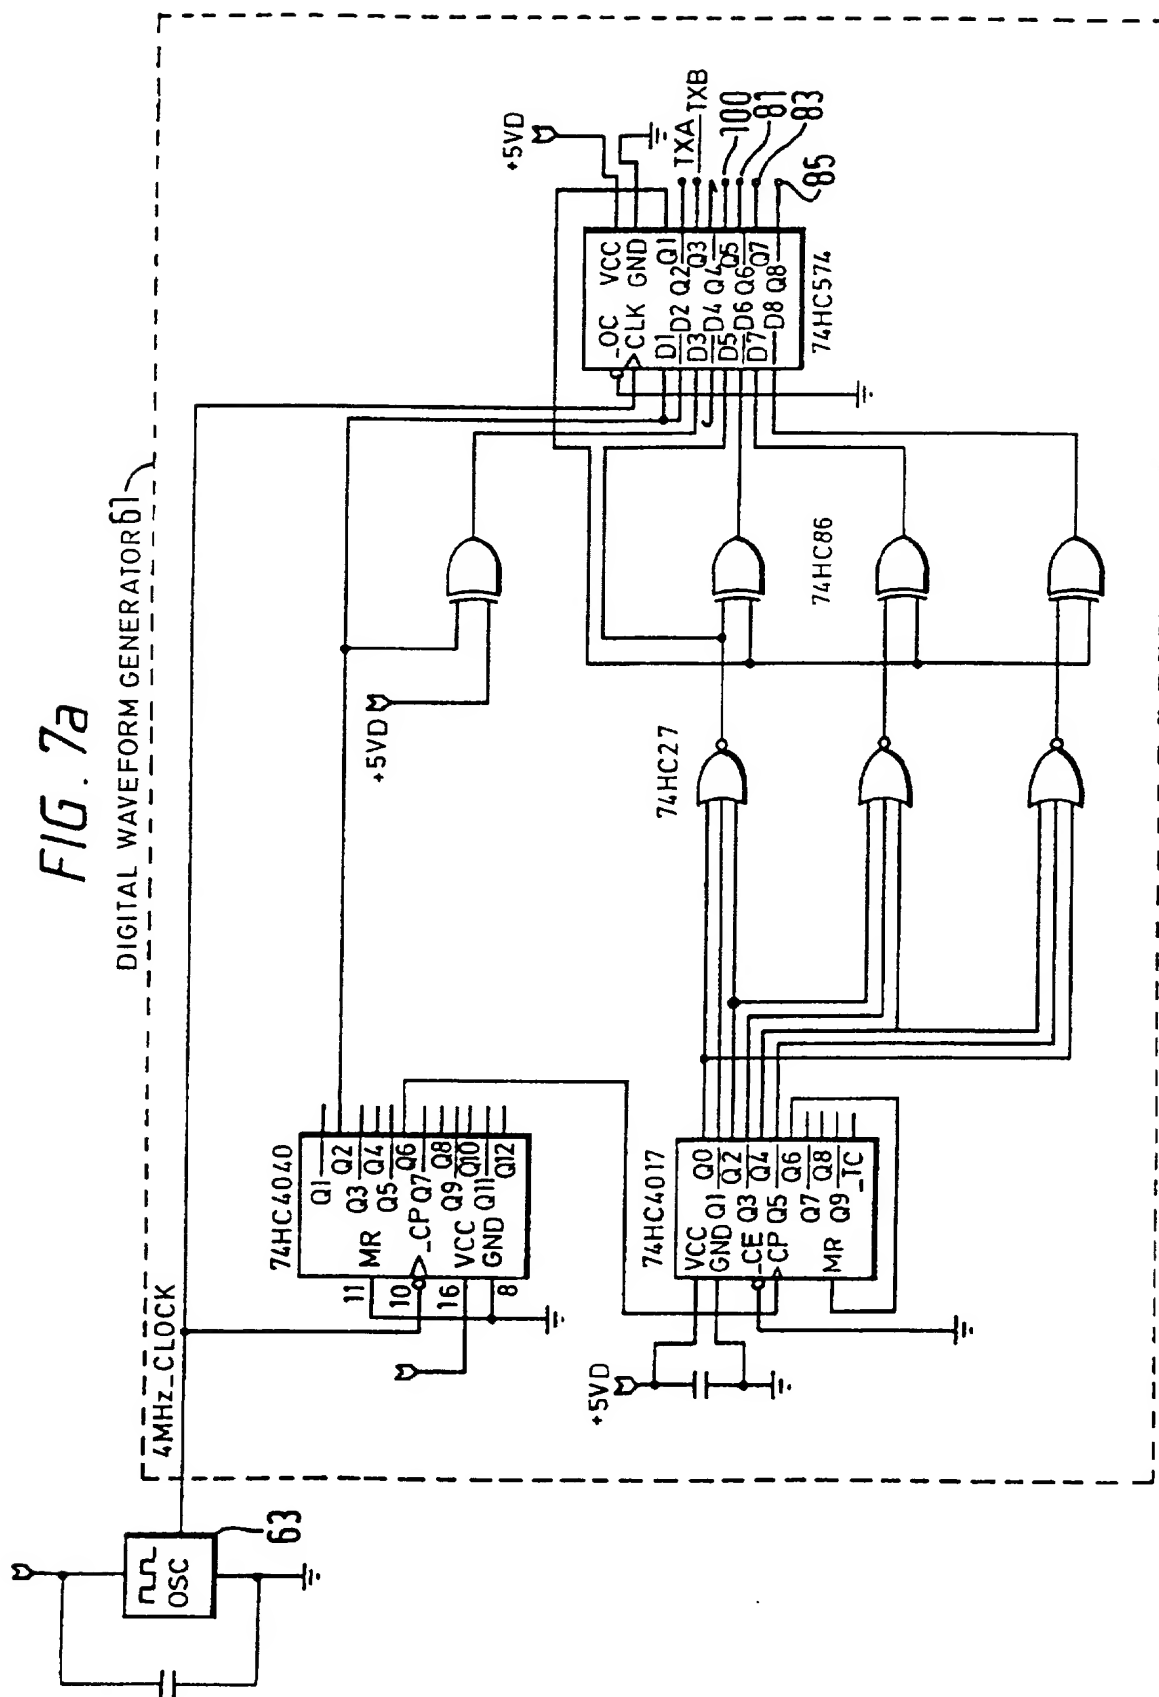 FIG. 7a
DIGITAL WAVEFORM GENERATOR 61
4MHz_CLOCK
OSC
63
74HC4040
11
MR
10
_CP
16
VCC
8
GND
Q1
Q2
Q3
Q4
Q5
Q6
Q7
Q8
Q9
Q10
Q11
Q12
+5VD
+5VD
74HC4017
VCC
GND
_CE
CP
MR
Q0
Q1
Q2
Q3
Q4
Q5
Q6
Q7
Q8
Q9
_TC
74HC27
74HC86
+5VD
_OC
CLK
VCC
GND
D1 Q1
D2 Q2
D3 Q3
D4 Q4
D5 Q5
D6 Q6
D7 Q7
D8 Q8
74HC574
TXA
TXB
100
81
83
85